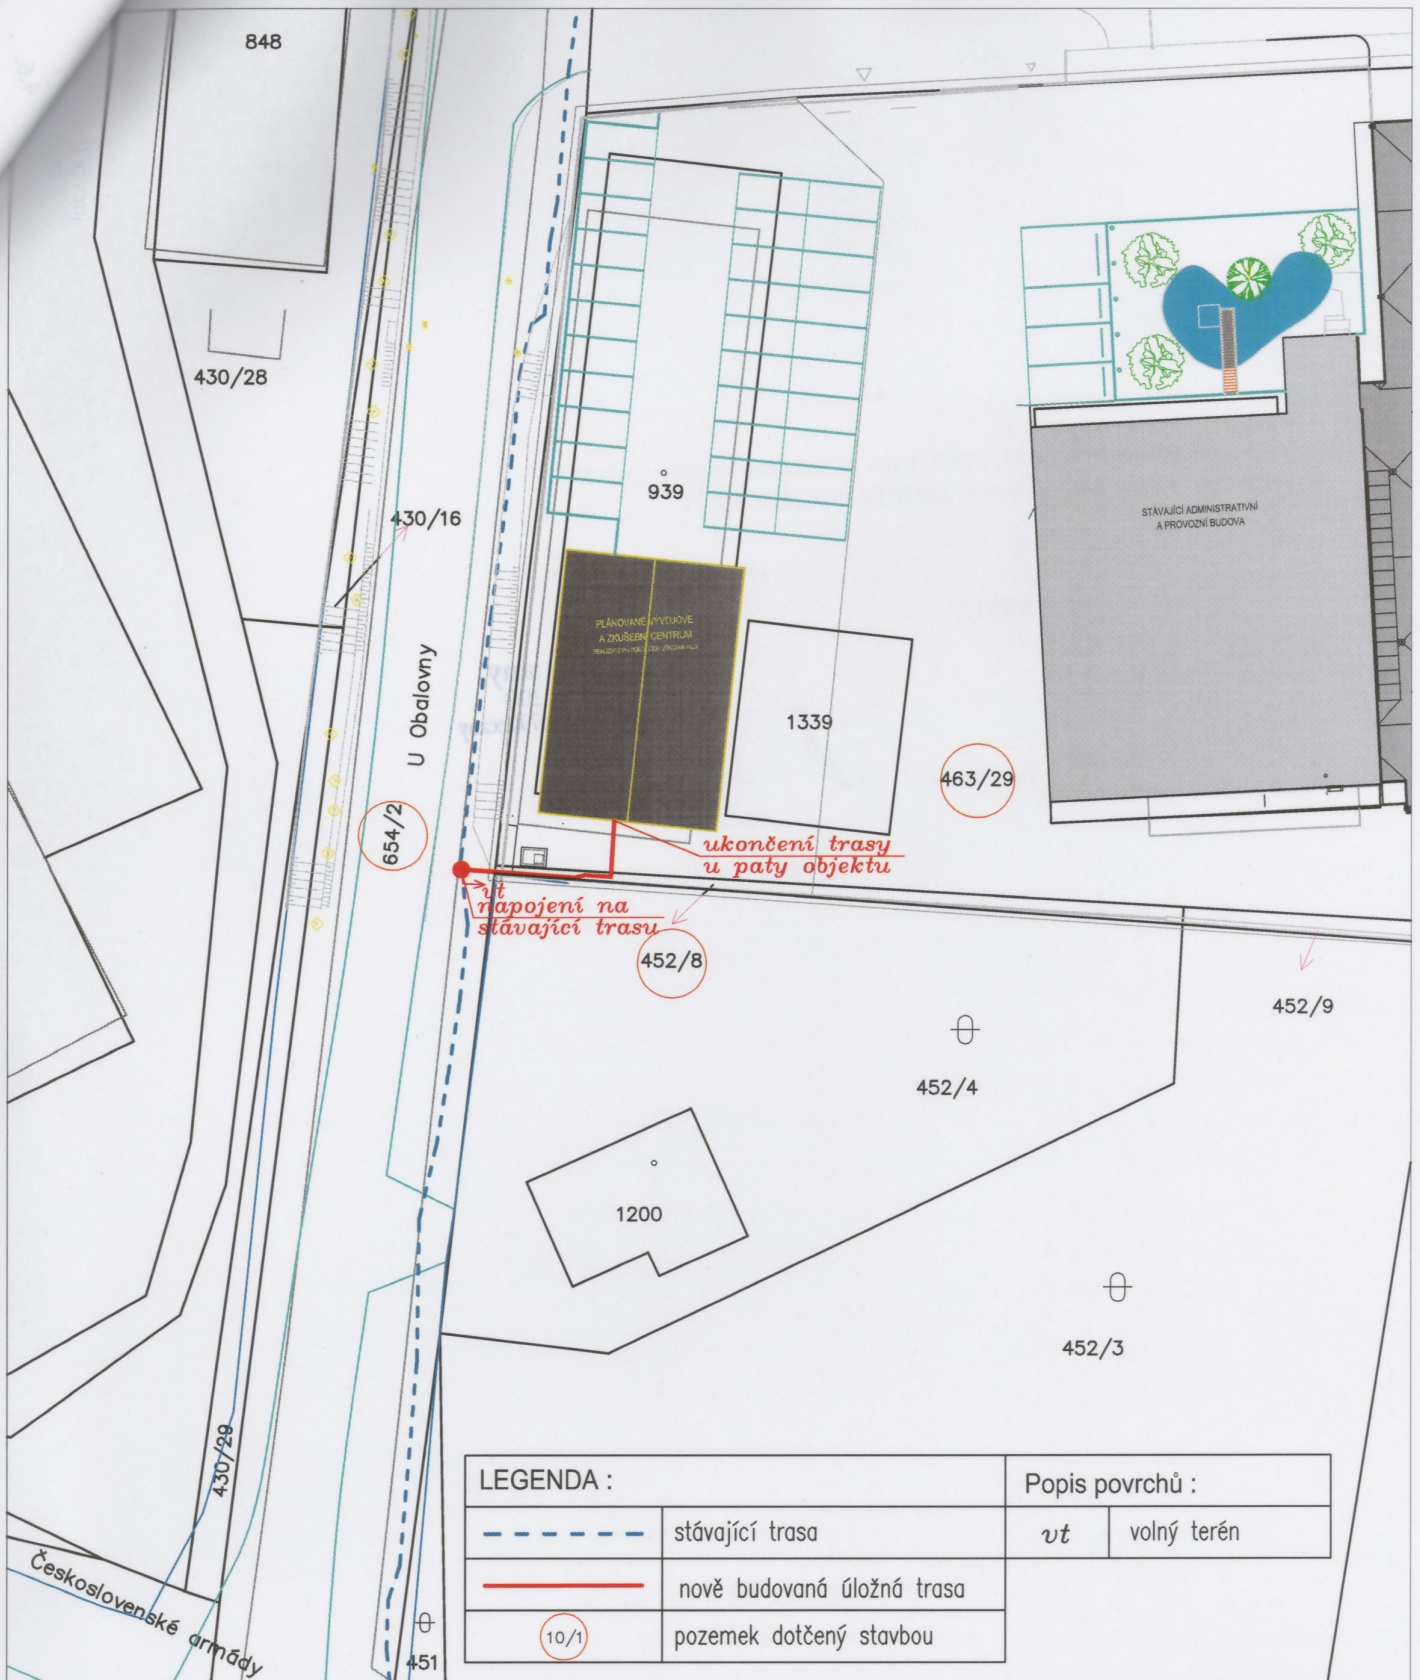 848
430/28
430/16
939
STÁVAJÍCÍ ADMINISTRATIVNÍ
A PROVOZNÍ BUDOVA
PLÁNOVANÉ VÝVOJOVÉ
A ZKUŠEBNÍ CENTRUM
U Obalovny
1339
463/29
654/2
ukončení trasy
u paty objektu
vt
napojení na
stávající trasu
452/8
452/9
452/4
1200
452/3
430/29
Československé armády
451
LEGENDA :
Popis povrchů :
stávající trasa
vt volný terén
nově budovaná úložná trasa
10/1 pozemek dotčený stavbou